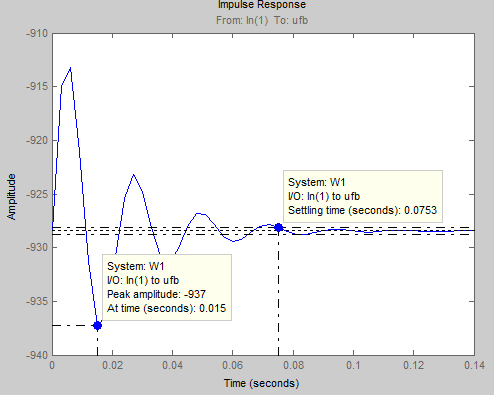 Impulse Response
From: In(1) To: ufb
Amplitude
-910
-915
-920
-925
-930
-935
-940
System: W1
I/O: In(1) to ufb
Settling time (seconds): 0.0753
System: W1
I/O: In(1) to ufb
Peak amplitude: -937
At time (seconds): 0.015
0
0.02
0.04
0.06
0.08
0.1
0.12
0.14
Time (seconds)